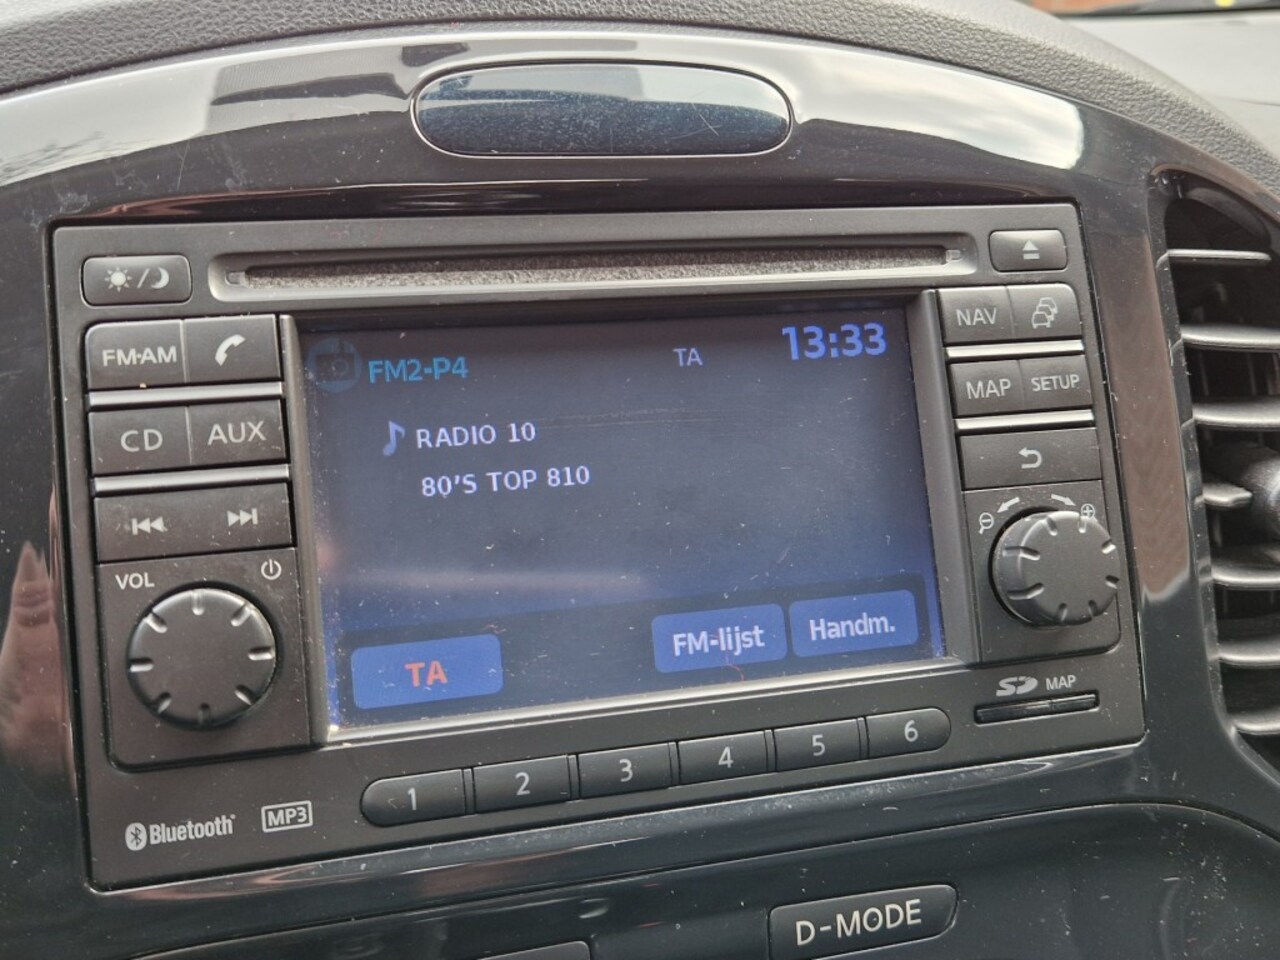 FM·AM
CD AUX
VOL
FM2-P4 TA 13:33
RADIO 10
80'S TOP 810
TA FM-lijst Handm.
NAV
MAP SETUP
SD MAP
1 2 3 4 5 6
Bluetooth MP3
D-MODE